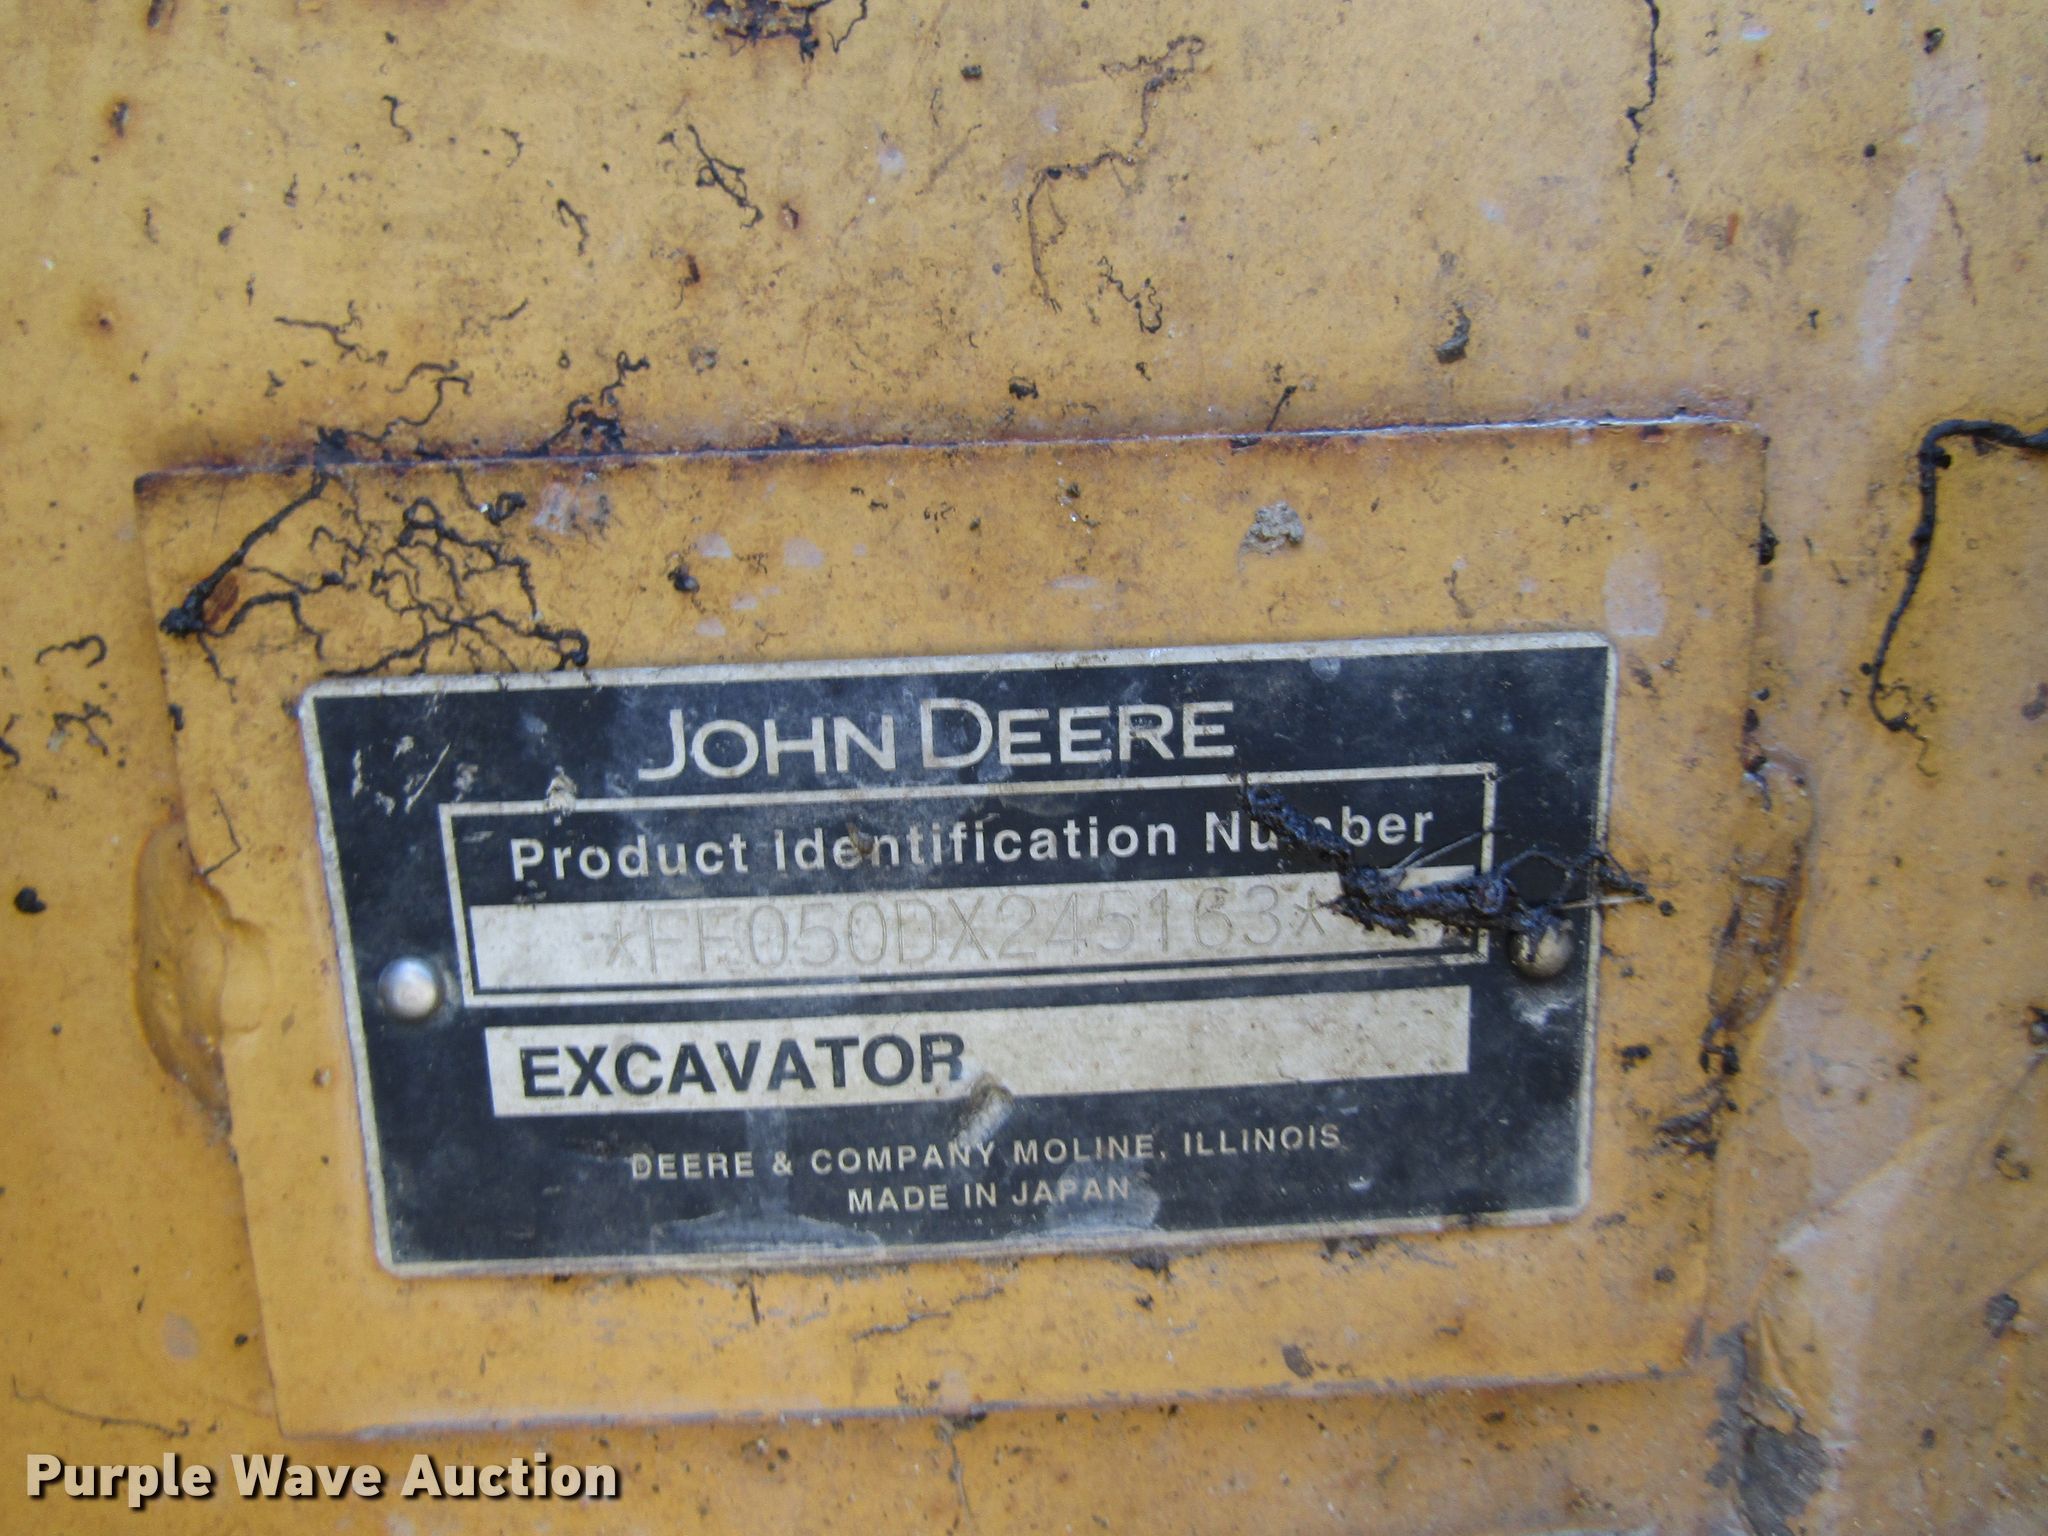 JOHN DEERE
Product Identification Number
*FF050DX245163*
EXCAVATOR
DEERE & COMPANY MOLINE, ILLINOIS
MADE IN JAPAN
Purple Wave Auction